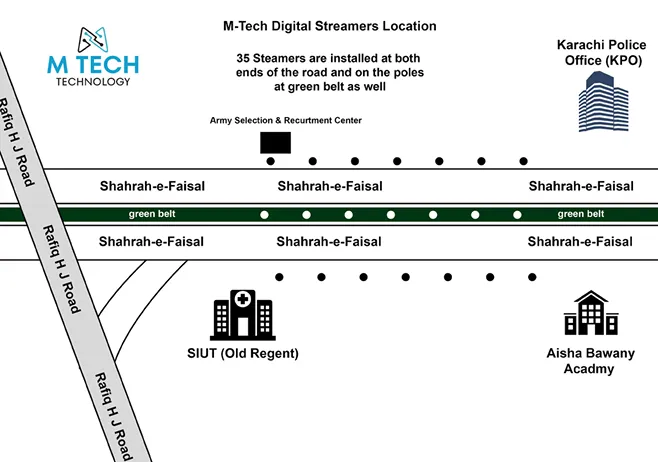 M-Tech Digital Streamers Location
M TECH
TECHNOLOGY
35 Steamers are installed at both
ends of the road and on the poles
at green belt as well
Karachi Police
Office (KPO)
Army Selection & Recurtment Center
Rafiq H J Road
Shahrah-e-Faisal Shahrah-e-Faisal Shahrah-e-Faisal
green belt green belt
Rafiq H J Road
Shahrah-e-Faisal Shahrah-e-Faisal Shahrah-e-Faisal
SIUT (Old Regent)
Aisha Bawany
Acadmy
Rafiq H J Road